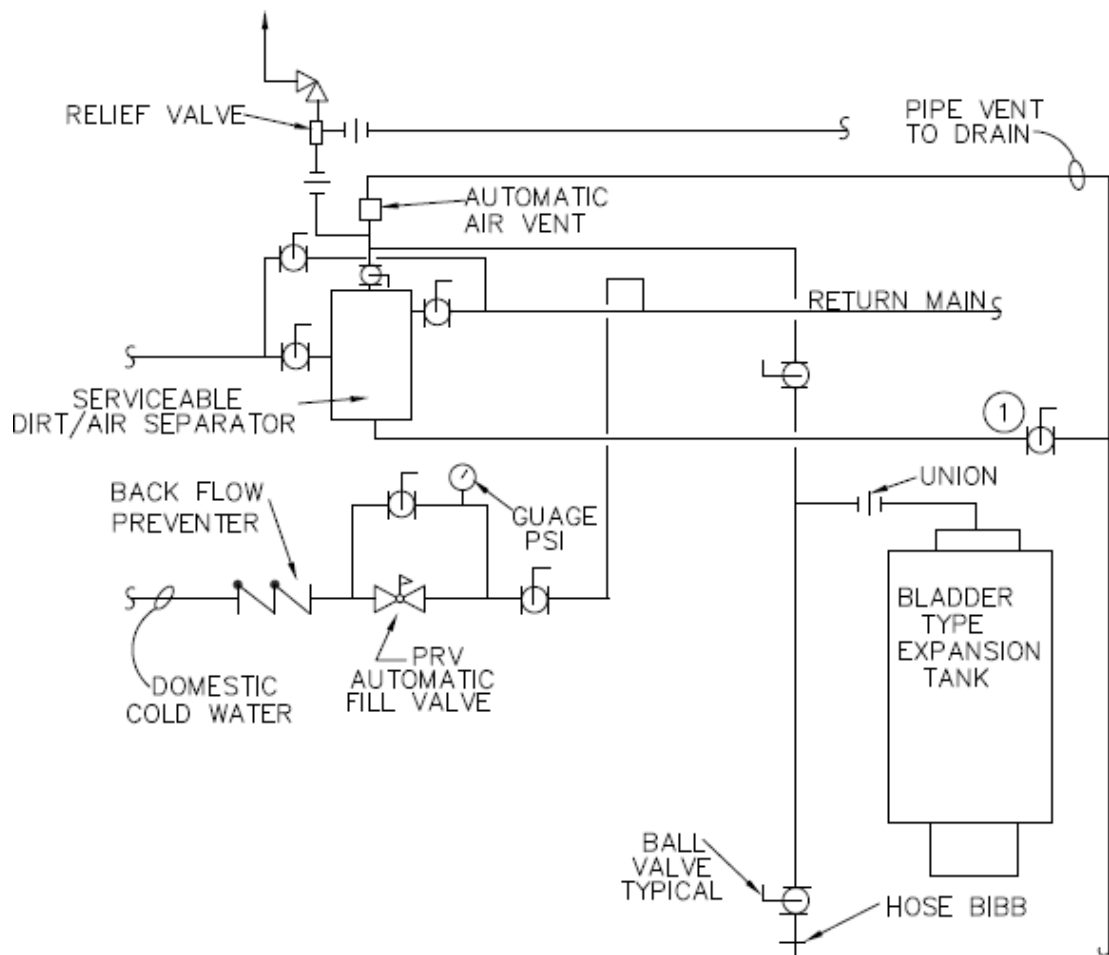 RELIEF VALVE
PIPE VENT
TO DRAIN
AUTOMATIC
AIR VENT
RETURN MAIN
SERVICEABLE
DIRT/AIR SEPARATOR
1
BACK FLOW
PREVENTER
GUAGE
PSI
UNION
BLADDER
TYPE
EXPANSION
TANK
PRV
AUTOMATIC
FILL VALVE
DOMESTIC
COLD WATER
BALL
VALVE
TYPICAL
HOSE BIBB